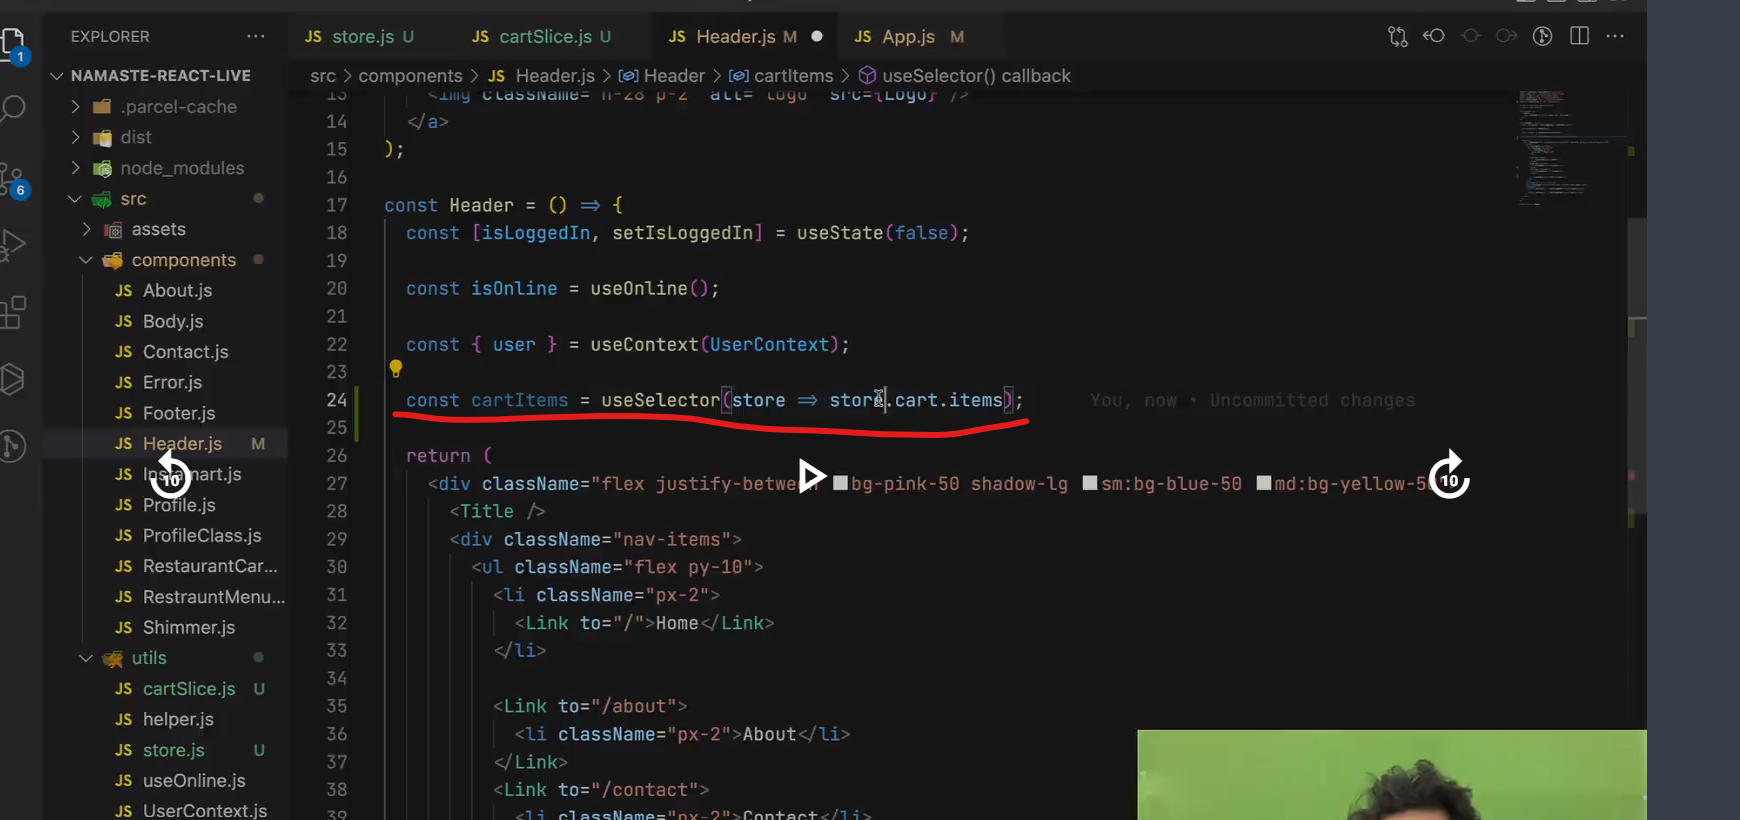 EXPLORER ···
JS store.js U
JS cartSlice.js U
JS Header.js M
JS App.js M
···
1
6
NAMASTE-REACT-LIVE
src > components > JS Header.js > Header > cartItems > useSelector() callback
.parcel-cache
dist
node_modules
src
assets
components
JS About.js
JS Body.js
JS Contact.js
JS Error.js
JS Footer.js
JS Header.js M
JS Instamart.js
JS Profile.js
JS ProfileClass.js
JS RestaurantCar...
JS RestrauntMenu...
JS Shimmer.js
utils
JS cartSlice.js U
JS helper.js
JS store.js U
JS useOnline.js
JS UserContext.js
13 <img className="h-28 p-2" alt="logo" src={Logo} />
14 </a>
15 );
16
17 const Header = () => {
18 const [isLoggedIn, setIsLoggedIn] = useState(false);
19
20 const isOnline = useOnline();
21
22 const { user } = useContext(UserContext);
23
24 const cartItems = useSelector(store => store.cart.items); You, now • Uncommitted changes
25
26 return (
27 <div className="flex justify-between bg-pink-50 shadow-lg sm:bg-blue-50 md:bg-yellow-50
28 <Title />
29 <div className="nav-items">
30 <ul className="flex py-10">
31 <li className="px-2">
32 <Link to="/">Home</Link>
33 </li>
34
35 <Link to="/about">
36 <li className="px-2">About</li>
37 </Link>
38 <Link to="/contact">
39 <li className="px-2">Contact</li>
10
10